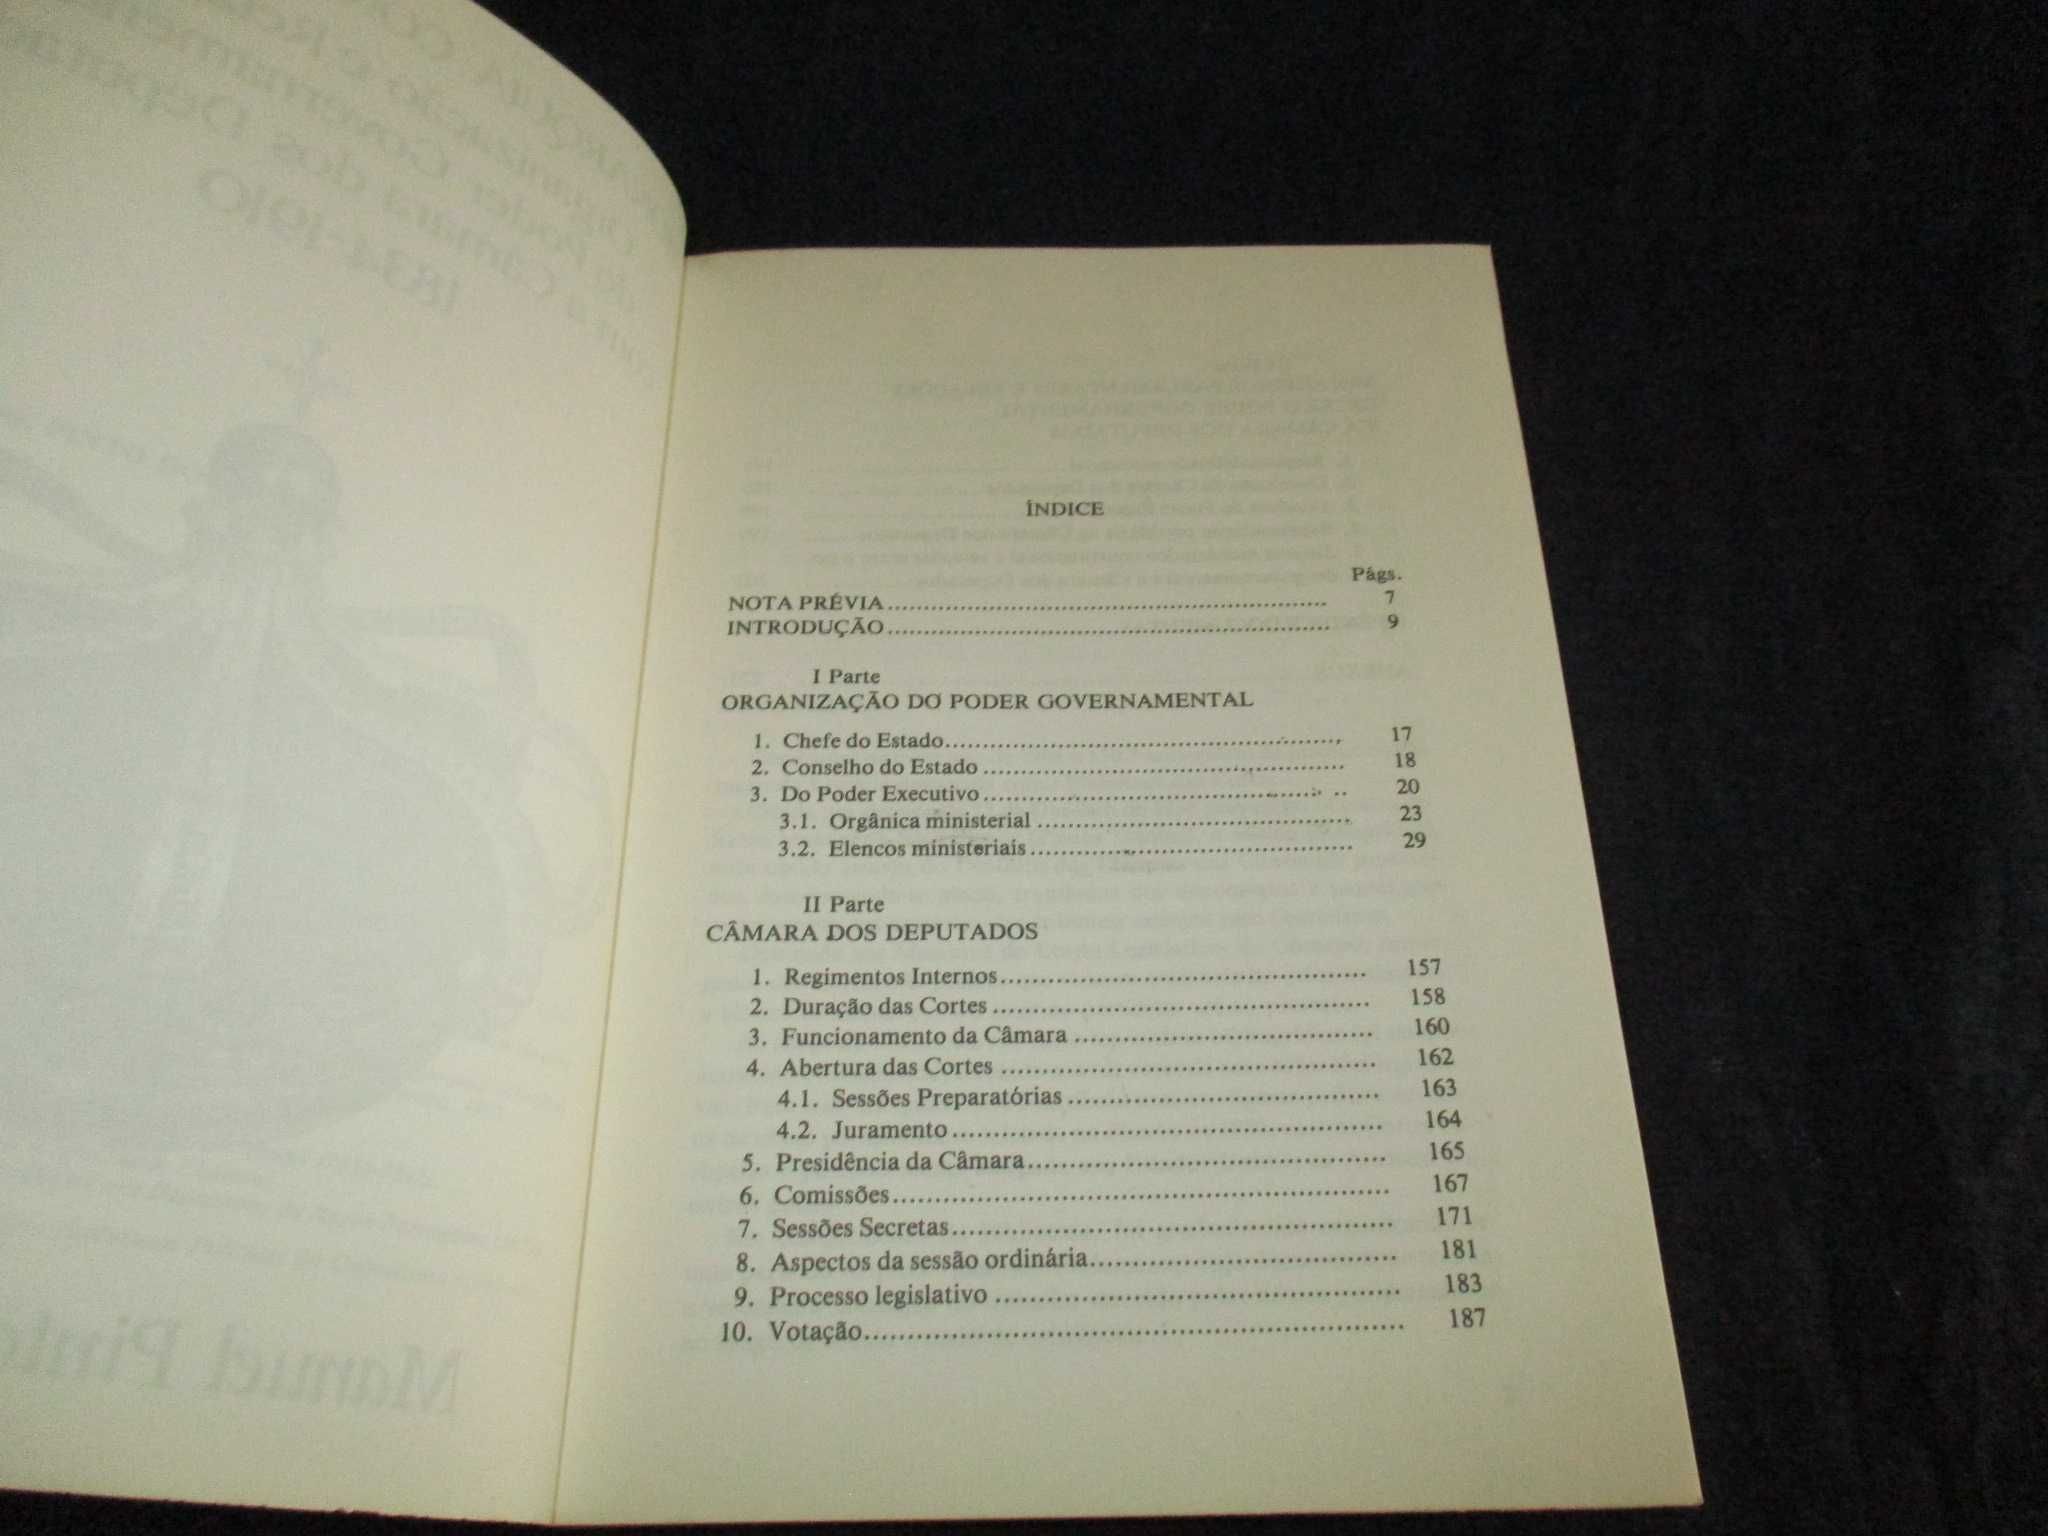 ÍNDICE
Págs.
NOTA PRÉVIA ........ 7
INTRODUÇÃO ........ 9
I Parte
ORGANIZAÇÃO DO PODER GOVERNAMENTAL
1. Chefe do Estado ........ 17
2. Conselho do Estado ........ 18
3. Do Poder Executivo ........ 20
3.1. Orgânica ministerial ........ 23
3.2. Elencos ministeriais ........ 29
II Parte
CÂMARA DOS DEPUTADOS
1. Regimentos Internos ........ 157
2. Duração das Cortes ........ 158
3. Funcionamento da Câmara ........ 160
4. Abertura das Cortes ........ 162
4.1. Sessões Preparatórias ........ 163
4.2. Juramento ........ 164
5. Presidência da Câmara ........ 165
6. Comissões ........ 167
7. Sessões Secretas ........ 171
8. Aspectos da sessão ordinária ........ 181
9. Processo legislativo ........ 183
10. Votação ........ 187